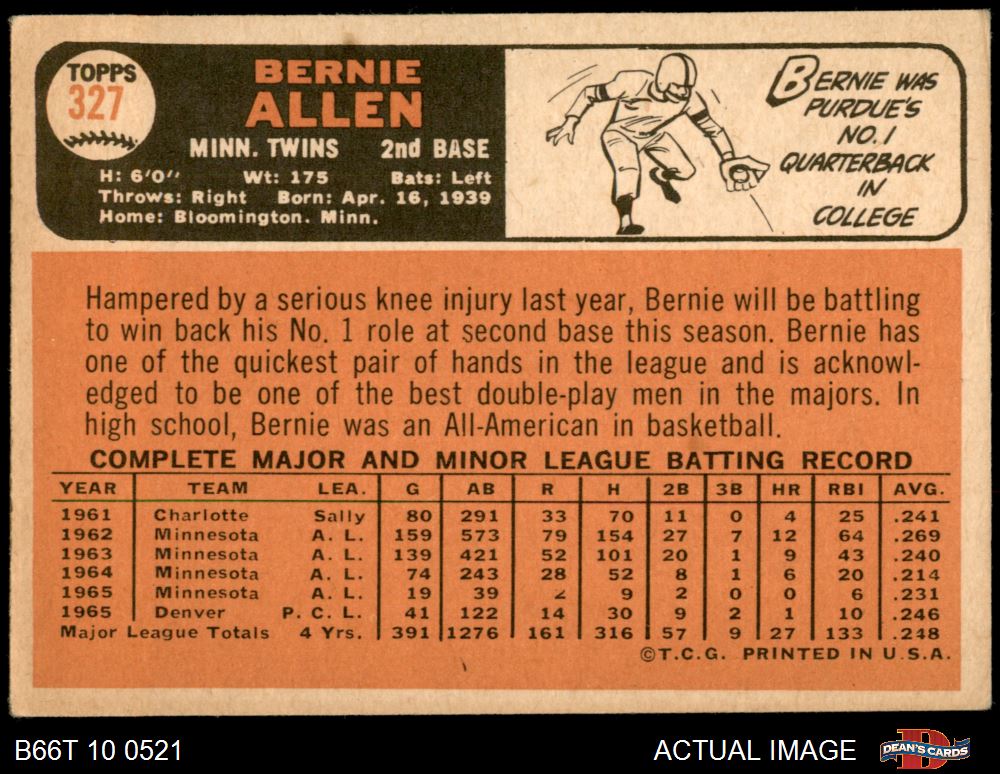 TOPPS
327
BERNIE
ALLEN
MINN. TWINS 2nd BASE
H: 6'0" Wt: 175 Bats: Left
Throws: Right Born: Apr. 16, 1939
Home: Bloomington. Minn.
BERNIE WAS
PURDUE'S
NO. 1
QUARTERBACK
IN
COLLEGE
Hampered by a serious knee injury last year, Bernie will be battling
to win back his No. 1 role at second base this season. Bernie has
one of the quickest pair of hands in the league and is acknowl-
edged to be one of the best double-play men in the majors. In
high school, Bernie was an All-American in basketball.
COMPLETE MAJOR AND MINOR LEAGUE BATTING RECORD
YEAR TEAM LEA. G AB R H 2B 3B HR RBI AVG.
1961 Charlotte Sally 80 291 33 70 11 0 4 25 .241
1962 Minnesota A. L. 159 573 79 154 27 7 12 64 .269
1963 Minnesota A. L. 139 421 52 101 20 1 9 43 .240
1964 Minnesota A. L. 74 243 28 52 8 1 6 20 .214
1965 Minnesota A. L. 19 39 2 9 2 0 0 6 .231
1965 Denver P. C. L. 41 122 14 30 9 2 1 10 .246
Major League Totals 4 Yrs. 391 1276 161 316 57 9 27 133 .248
©T.C.G. PRINTED IN U.S.A.
B66T 10 0521 ACTUAL IMAGE DEAN'S CARDS